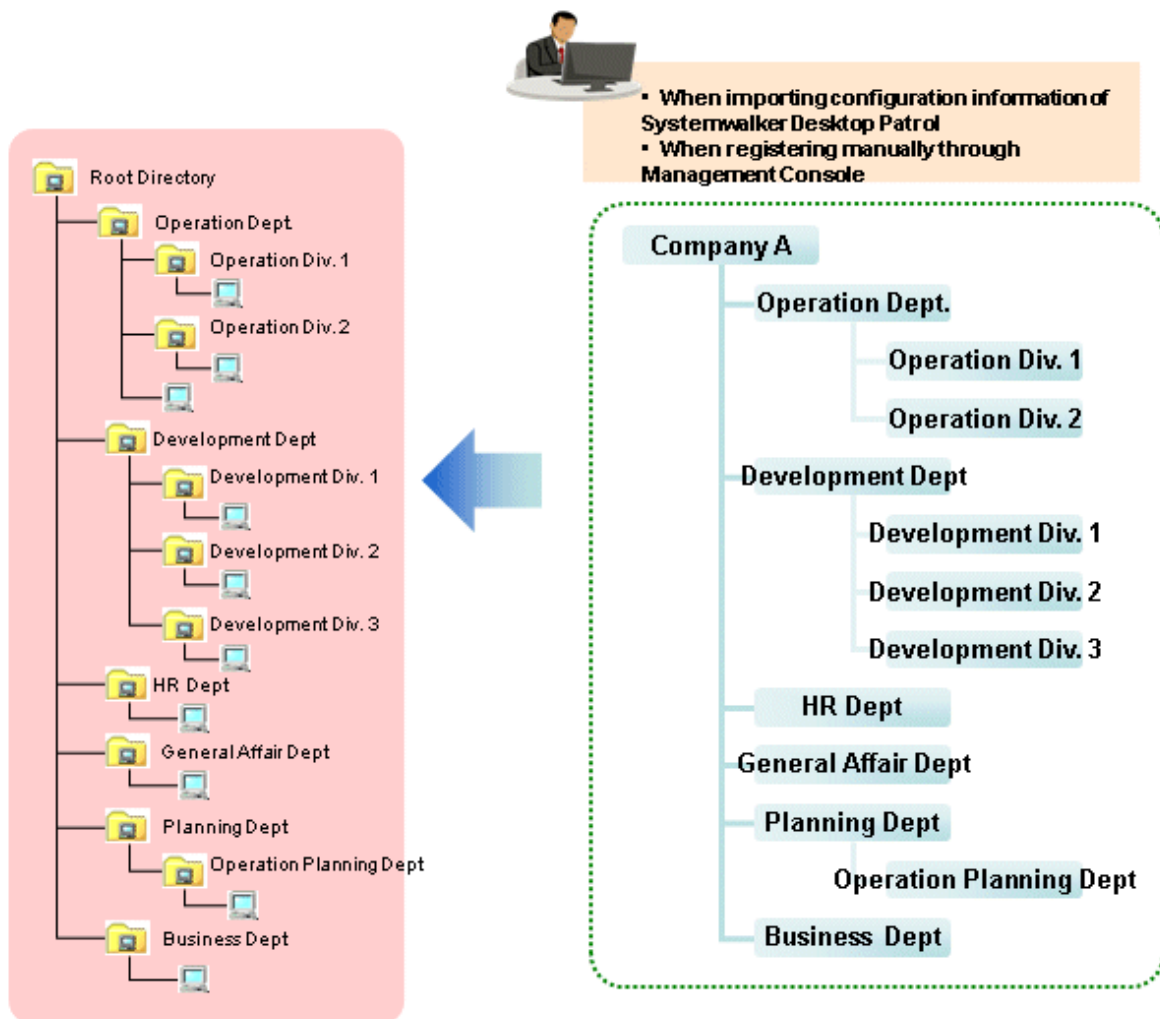 • When importing configuration information of
Systemwalker Desktop Patrol
• When registering manually through
Management Console
Root Directory
Operation Dept.
Operation Div. 1
Operation Div. 2
Development Dept
Development Div. 1
Development Div. 2
Development Div. 3
HR Dept
General Affair Dept
Planning Dept
Operation Planning Dept
Business Dept
Company A
Operation Dept.
Operation Div. 1
Operation Div. 2
Development Dept
Development Div. 1
Development Div. 2
Development Div. 3
HR Dept
General Affair Dept
Planning Dept
Operation Planning Dept
Business Dept